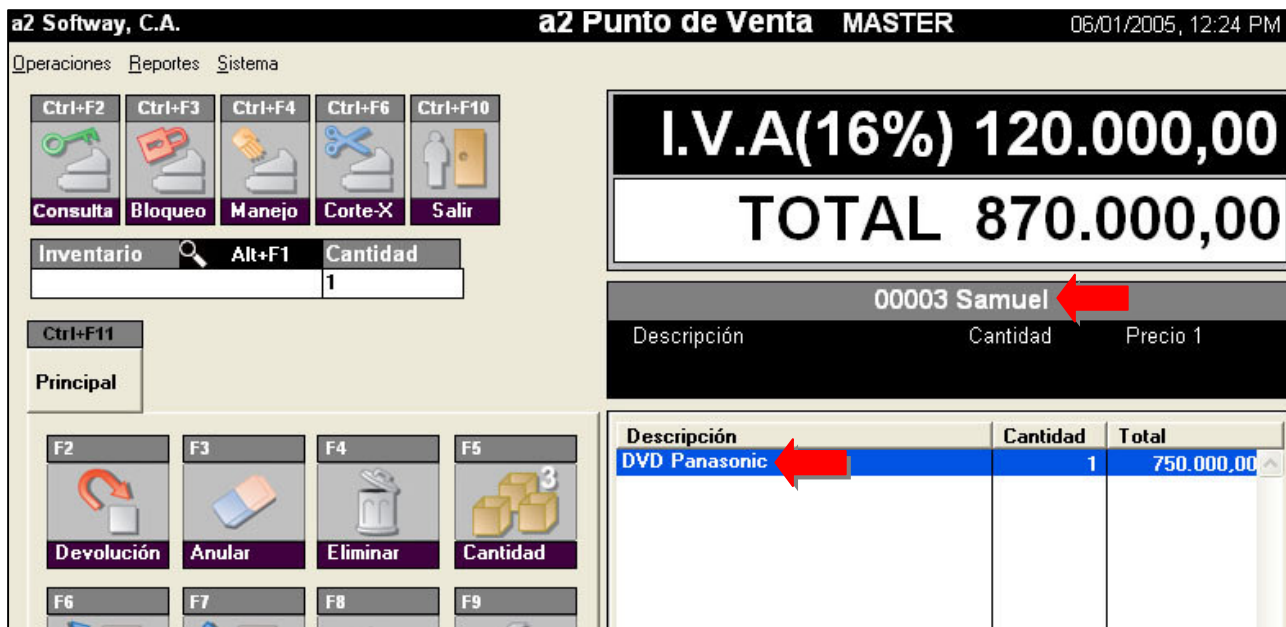 a2 Softway, C.A. a2 Punto de Venta MASTER 06/01/2005, 12:24 PM
Operaciones Reportes Sistema
Ctrl+F2 Ctrl+F3 Ctrl+F4 Ctrl+F6 Ctrl+F10
Consulta Bloqueo Manejo Corte-X Salir
I.V.A(16%) 120.000,00
TOTAL 870.000,00
Inventario Alt+F1 Cantidad
1
00003 Samuel
Descripción Cantidad Precio 1
Ctrl+F11
Principal
F2 F3 F4 F5
3
Devolución Anular Eliminar Cantidad
F6 F7 F8 F9
Descripción Cantidad Total
DVD Panasonic 1 750.000,00